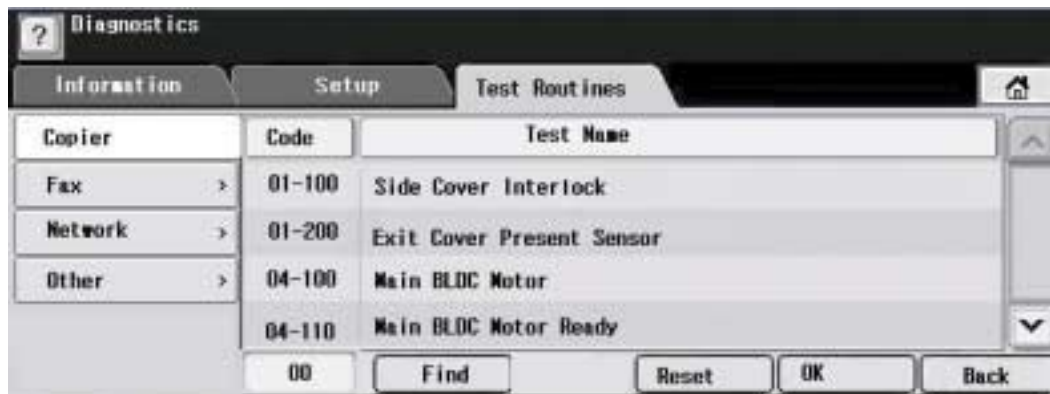 ? Diagnostics
Information Setup Test Routines
Copier Code Test Name
Fax > 01-100 Side Cover Interlock
Network > 01-200 Exit Cover Present Sensor
Other > 04-100 Main BLDC Motor
04-110 Main BLDC Motor Ready
00 Find Reset OK Back